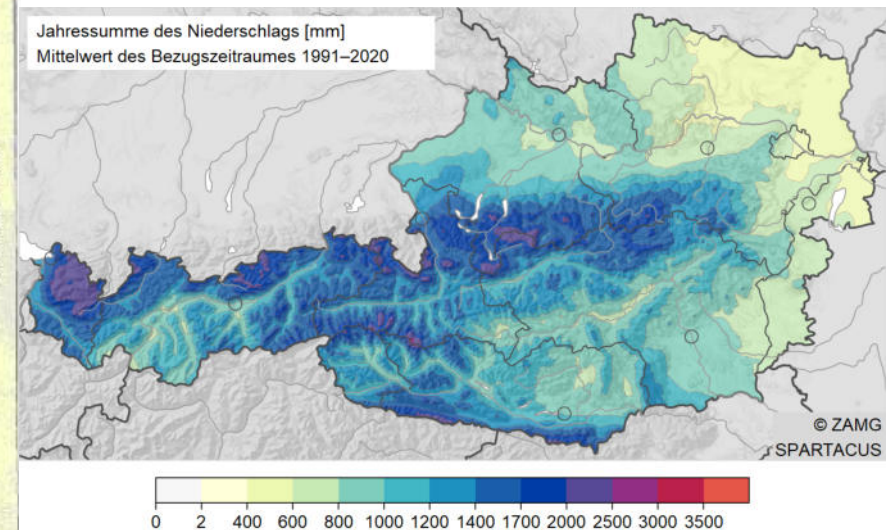 Jahressumme des Niederschlags [mm]
Mittelwert des Bezugszeitraumes 1991–2020
© ZAMG
SPARTACUS
0 2 400 600 800 1000 1200 1400 1700 2000 2500 3000 3500